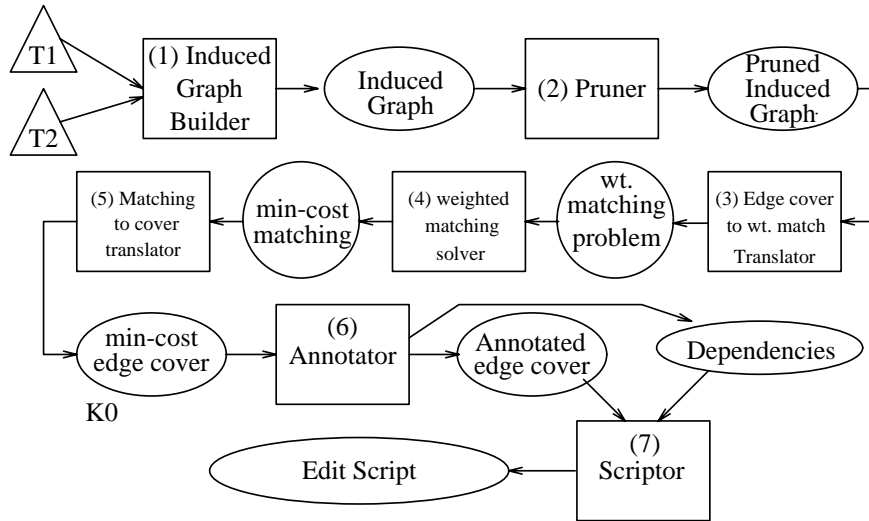 T1
T2
(1) Induced
Graph
Builder
Induced
Graph
(2) Pruner
Pruned
Induced
Graph
(5) Matching
to cover
translator
min-cost
matching
(4) weighted
matching
solver
wt.
matching
problem
(3) Edge cover
to wt. match
Translator
min-cost
edge cover
K0
(6)
Annotator
Annotated
edge cover
Dependencies
Edit Script
(7)
Scriptor